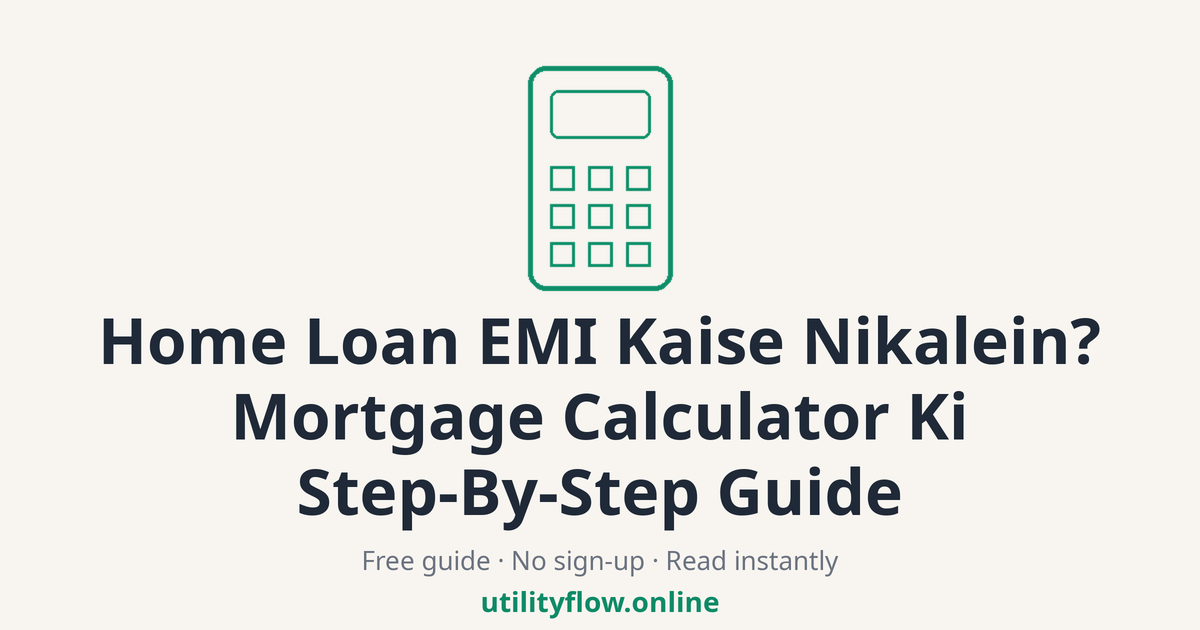 Home Loan EMI Kaise Nikalein?
Mortgage Calculator Ki
Step-By-Step Guide
Free guide · No sign-up · Read instantly
utilityflow.online